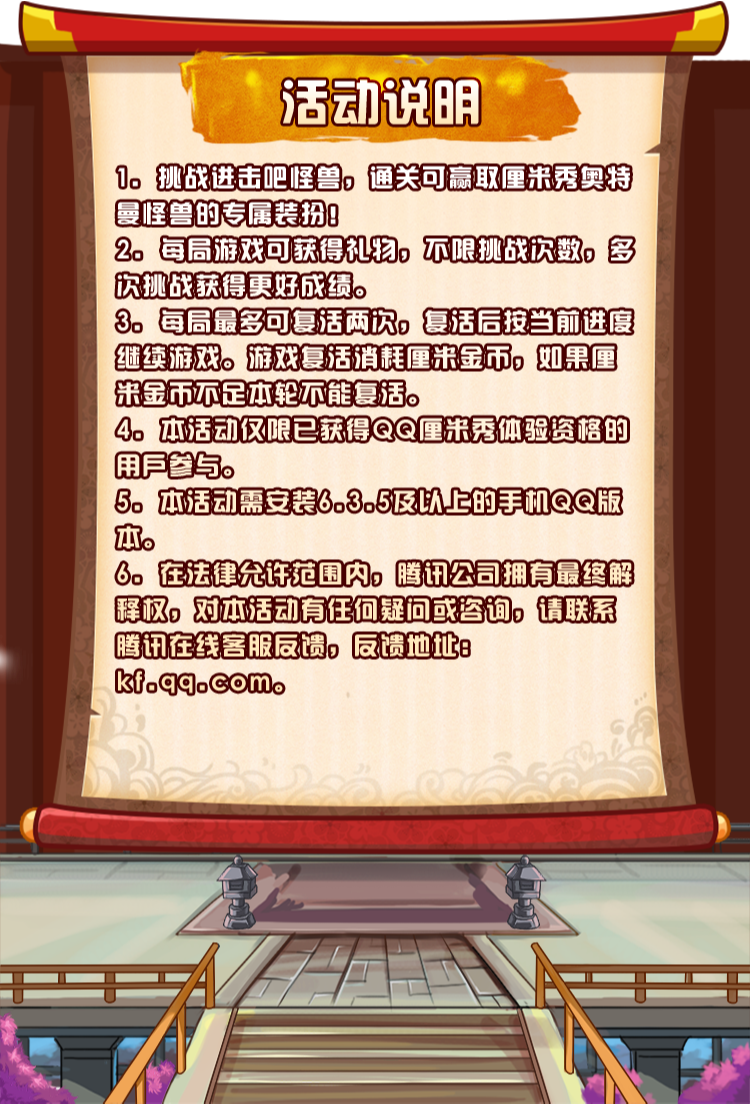 活动说明
1. 挑战进击吧怪兽，通关可赢取厘米秀奥特
曼怪兽的专属装扮！
2. 每局游戏可获得礼物，不限挑战次数，多
次挑战获得更好成绩。
3. 每局最多可复活两次，复活后按当前进度
继续游戏。游戏复活消耗厘米金币，如果厘
米金币不足本轮不能复活。
4. 本活动仅限已获得QQ厘米秀体验资格的
用户参与。
5. 本活动需安装6.3.5及以上的手机QQ版
本。
6. 在法律允许范围内，腾讯公司拥有最终解
释权，对本活动有任何疑问或咨询，请联系
腾讯在线客服反馈，反馈地址：
kf.qq.com。